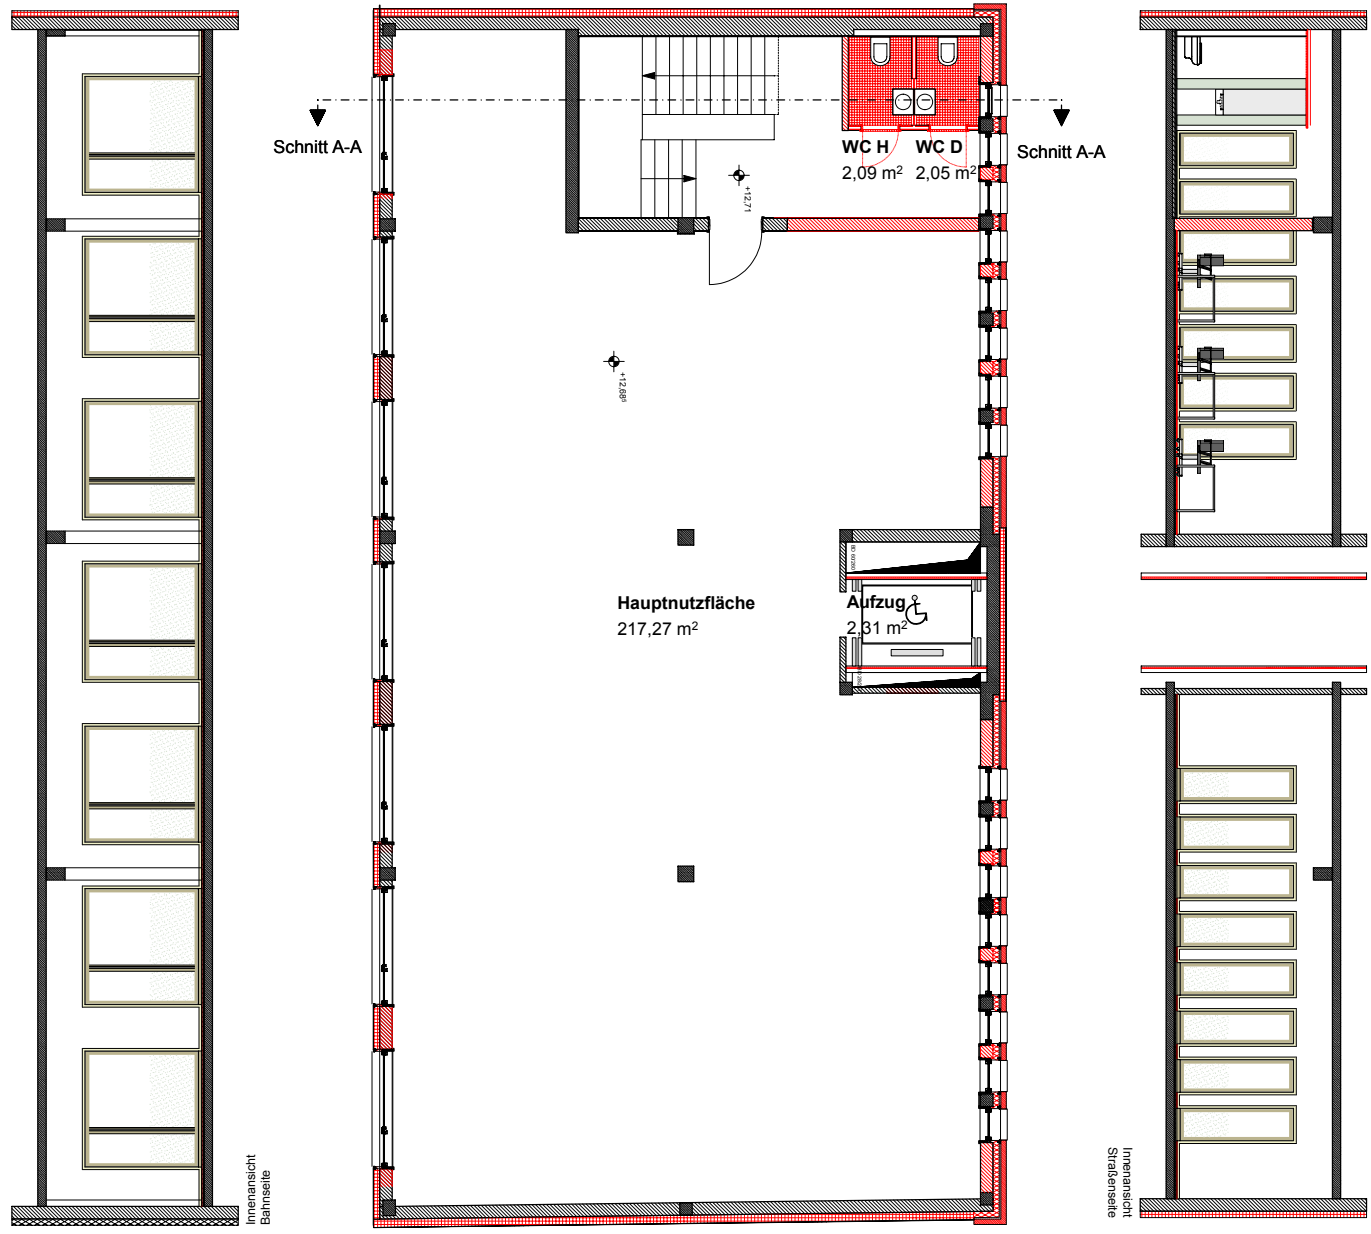 Schnitt A-A
WC H
2,09 m²
WC D
2,05 m²
Schnitt A-A
+12,71
+12,68⁵
Hauptnutzfläche
217,27 m²
Aufzug
2,31 m²
Innenansicht
Bahnseite
Innenansicht
Straßenseite